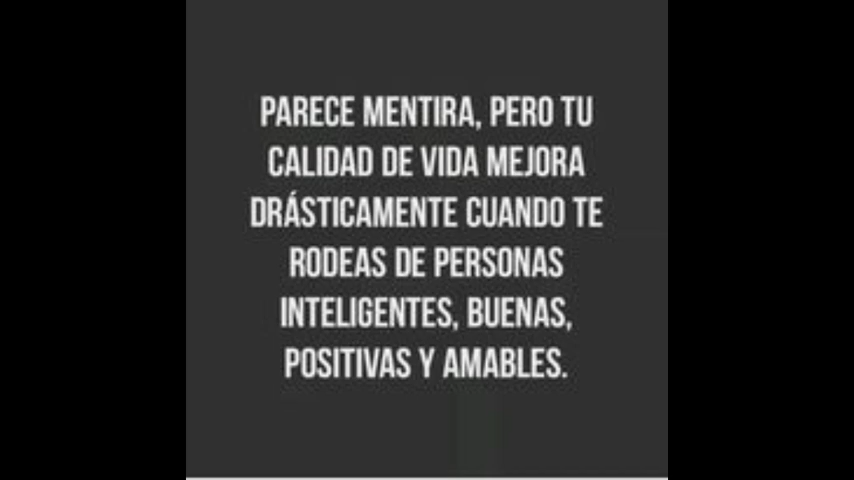 PARECE MENTIRA, PERO TU
CALIDAD DE VIDA MEJORA
DRÁSTICAMENTE CUANDO TE
RODEAS DE PERSONAS
INTELIGENTES, BUENAS,
POSITIVAS Y AMABLES.